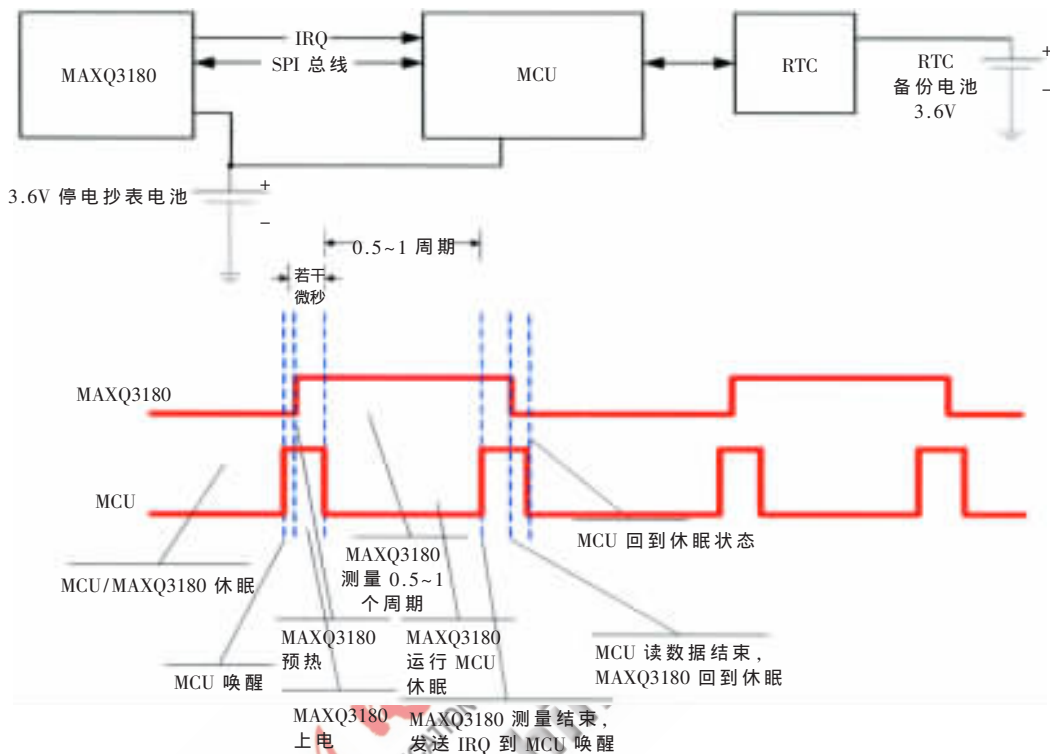 MAXQ3180
IRQ
SPI 总线
MCU
RTC
RTC
备份电池
3.6V
+
−
3.6V 停电抄表电池
+
−
0.5~1 周期
若干
微秒
MAXQ3180
MCU
MCU/MAXQ3180 休眠
MCU 唤醒
MAXQ3180
预热
MAXQ3180
上电
MAXQ3180
测量 0.5~1
个周期
MAXQ3180
运行 MCU
休眠
MAXQ3180 测量结束，
发送 IRQ 到 MCU 唤醒
MCU 回到休眠状态
MCU 读数据结束，
MAXQ3180 回到休眠